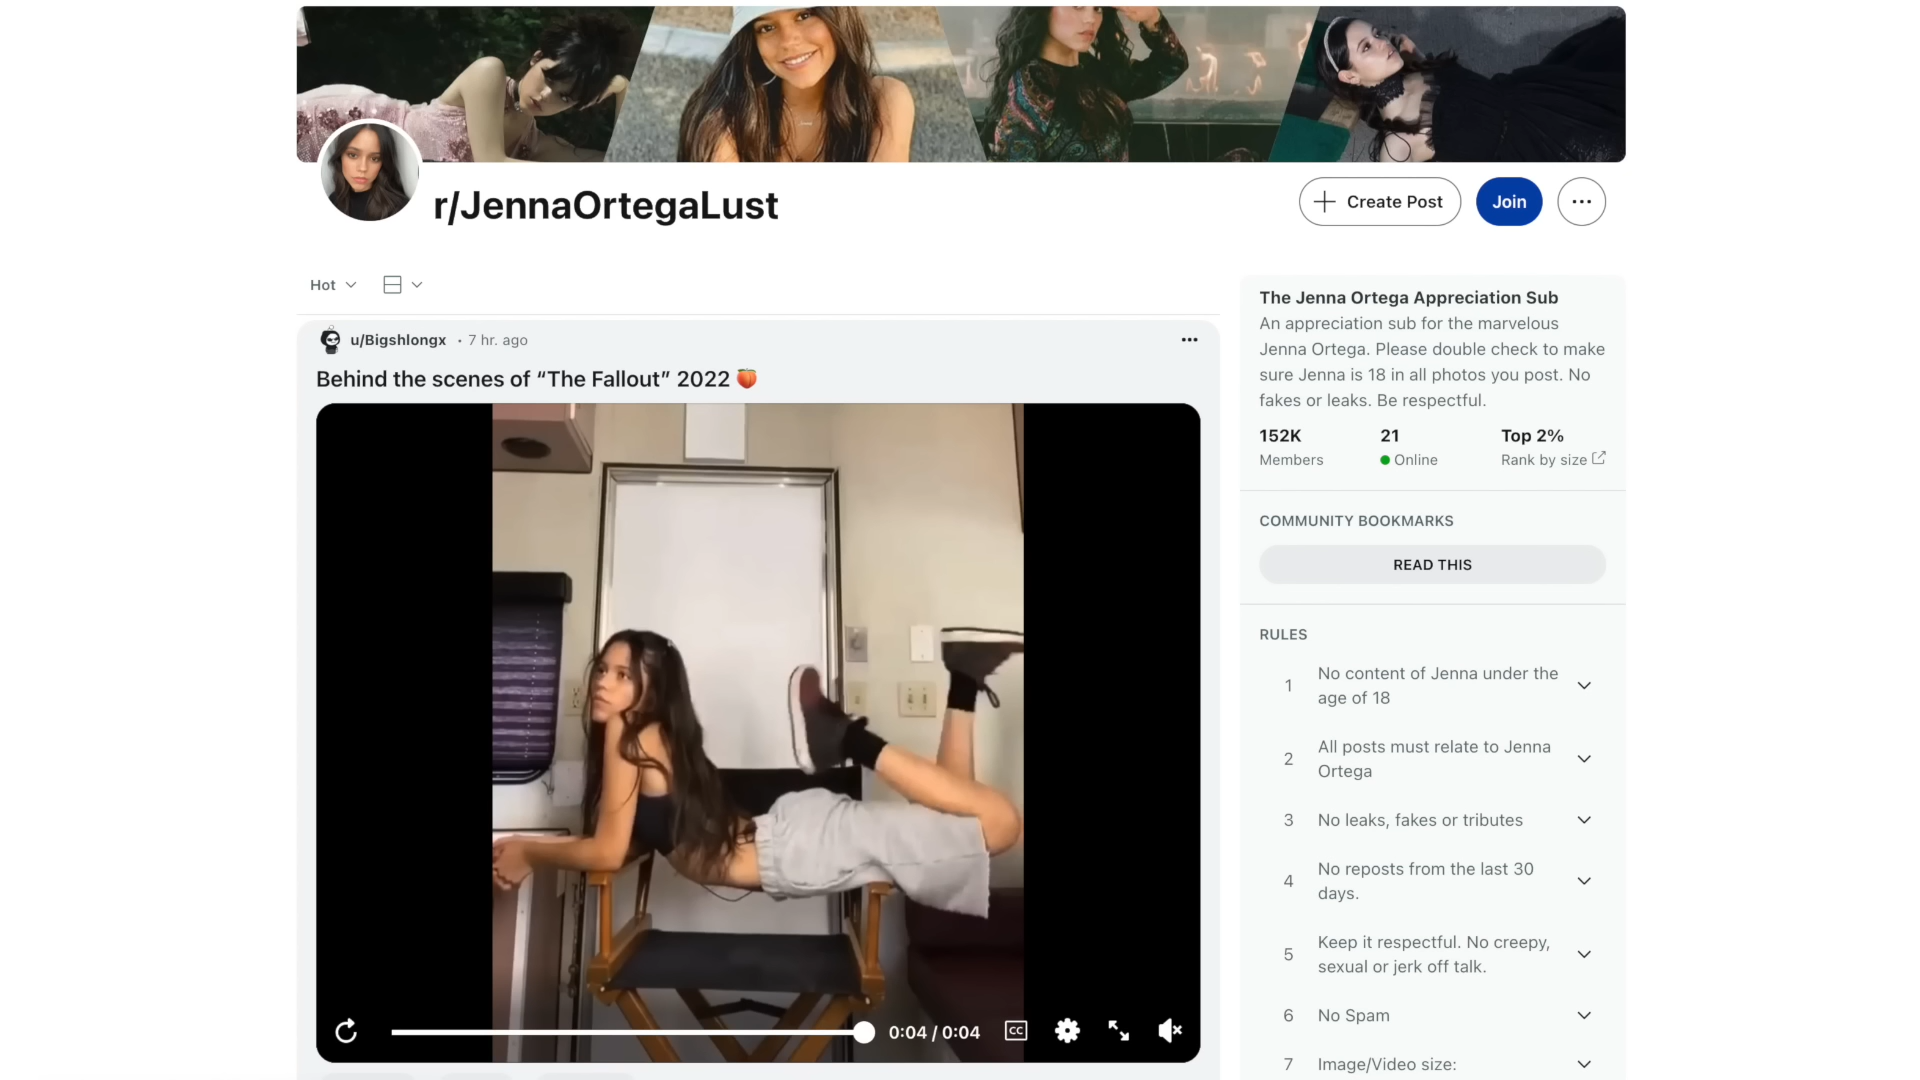 r/JennaOrtegaLust
Create Post
Join
Hot
u/Bigshlongx • 7 hr. ago
Behind the scenes of “The Fallout” 2022 🍑
0:04 / 0:04
CC
The Jenna Ortega Appreciation Sub
An appreciation sub for the marvelous
Jenna Ortega. Please double check to make
sure Jenna is 18 in all photos you post. No
fakes or leaks. Be respectful.
152K 21 Top 2%
Members Online Rank by size
COMMUNITY BOOKMARKS
READ THIS
RULES
1 No content of Jenna under the
age of 18
2 All posts must relate to Jenna
Ortega
3 No leaks, fakes or tributes
4 No reposts from the last 30
days.
5 Keep it respectful. No creepy,
sexual or jerk off talk.
6 No Spam
7 Image/Video size: